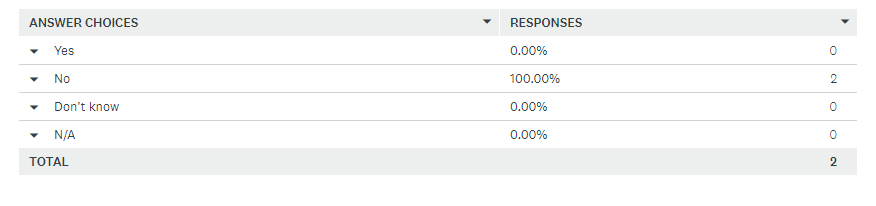 ANSWER CHOICES RESPONSES
Yes 0.00% 0
No 100.00% 2
Don't know 0.00% 0
N/A 0.00% 0
TOTAL 2